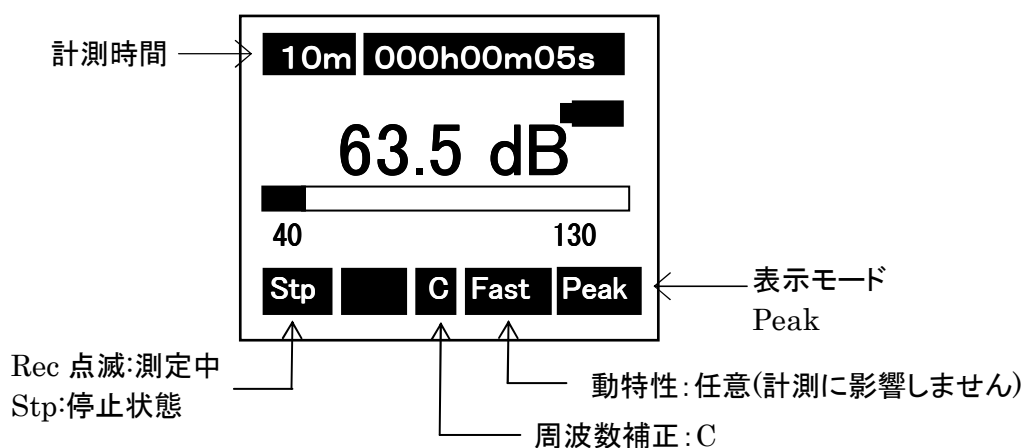 計測時間
10m 000h00m05s
63.5 dB
40 130
Stp C Fast Peak
表示モード
Peak
Rec 点滅:測定中
Stp:停止状態
動特性:任意(計測に影響しません)
周波数補正:C